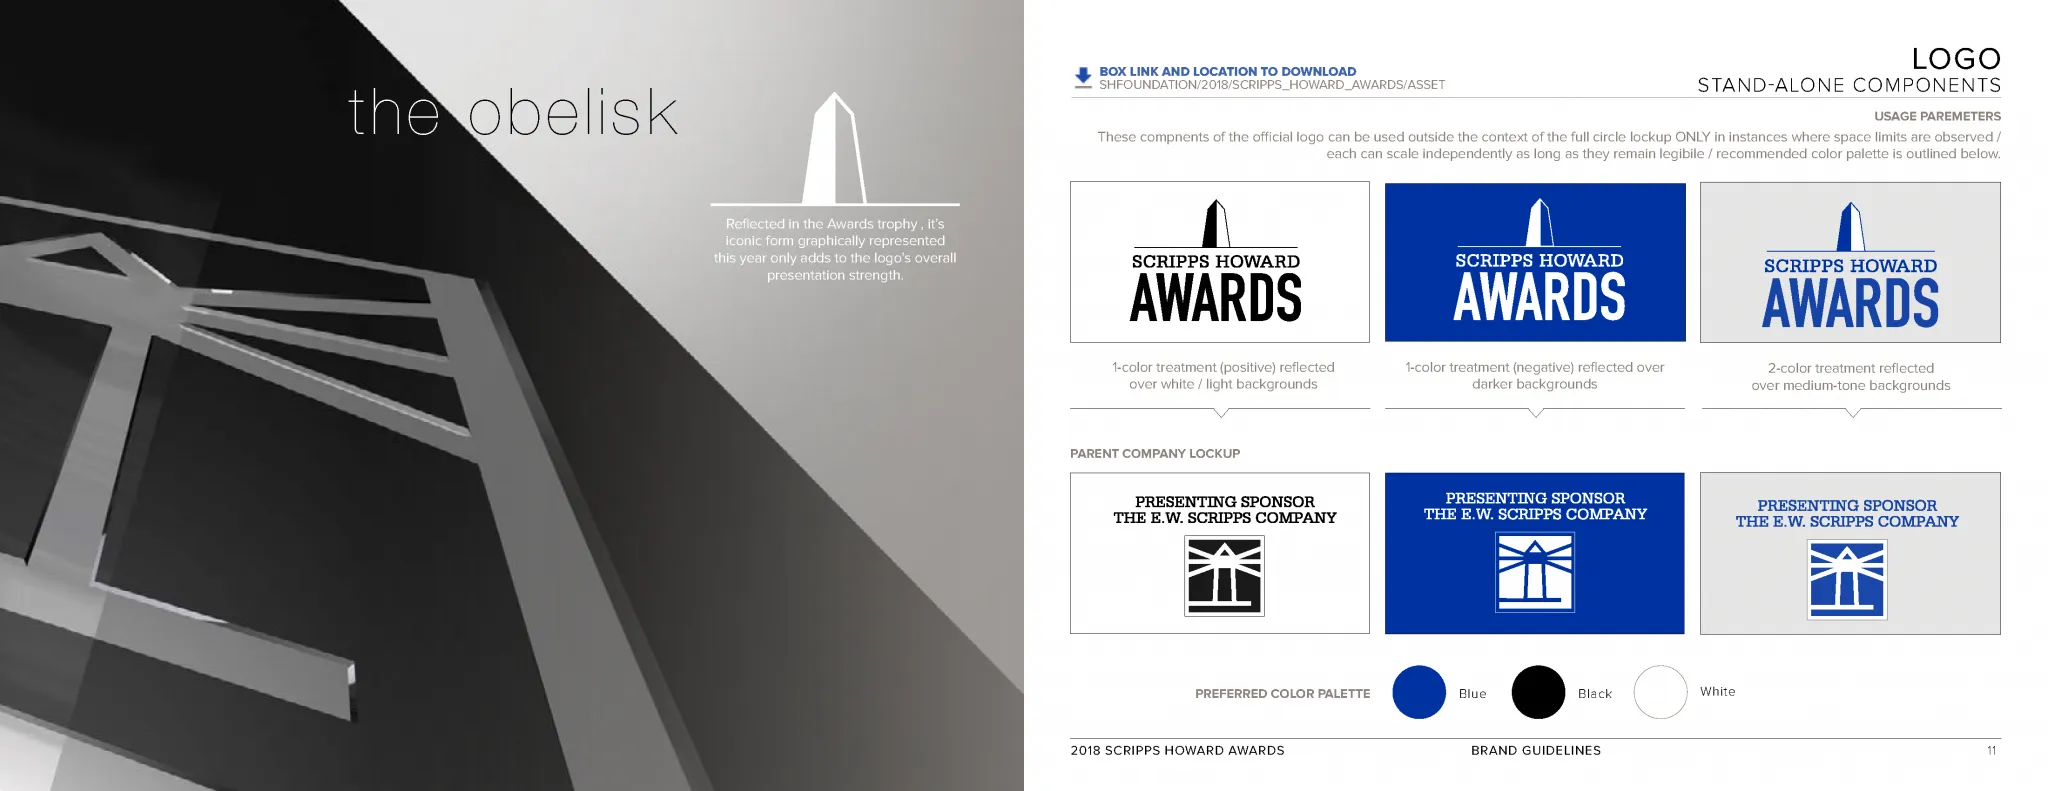 the obelisk
Reflected in the Awards trophy , it's
iconic form graphically represented
this year only adds to the logo's overall
presentation strength.
BOX LINK AND LOCATION TO DOWNLOAD
SHFOUNDATION/2018/SCRIPPS_HOWARD_AWARDS/ASSET
LOGO
STAND-ALONE COMPONENTS
USAGE PAREMETERS
These compnents of the official logo can be used outside the context of the full circle lockup ONLY in instances where space limits are observed /
each can scale independently as long as they remain legibile / recommended color palette is outlined below.
SCRIPPS HOWARD
AWARDS
SCRIPPS HOWARD
AWARDS
SCRIPPS HOWARD
AWARDS
1-color treatment (positive) reflected
over white / light backgrounds
1-color treatment (negative) reflected over
darker backgrounds
2-color treatment reflected
over medium-tone backgrounds
PARENT COMPANY LOCKUP
PRESENTING SPONSOR
THE E.W. SCRIPPS COMPANY
PRESENTING SPONSOR
THE E.W. SCRIPPS COMPANY
PRESENTING SPONSOR
THE E.W. SCRIPPS COMPANY
PREFERRED COLOR PALETTE
Blue
Black
White
2018 SCRIPPS HOWARD AWARDS
BRAND GUIDELINES
11